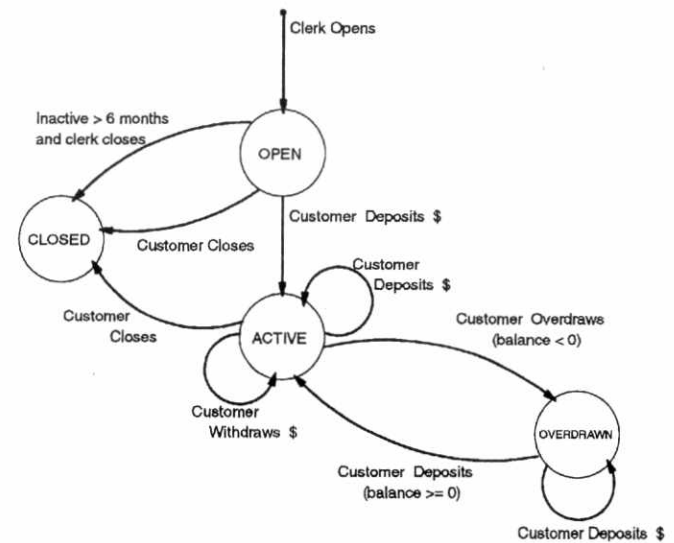 Clerk Opens
Inactive > 6 months
and clerk closes
OPEN
Customer Deposits $
CLOSED
Customer Closes
Customer
Deposits $
Customer
Closes
ACTIVE
Customer Overdraws
(balance < 0)
Customer
Withdraws $
OVERDRAWN
Customer Deposits
(balance >= 0)
Customer Deposits $